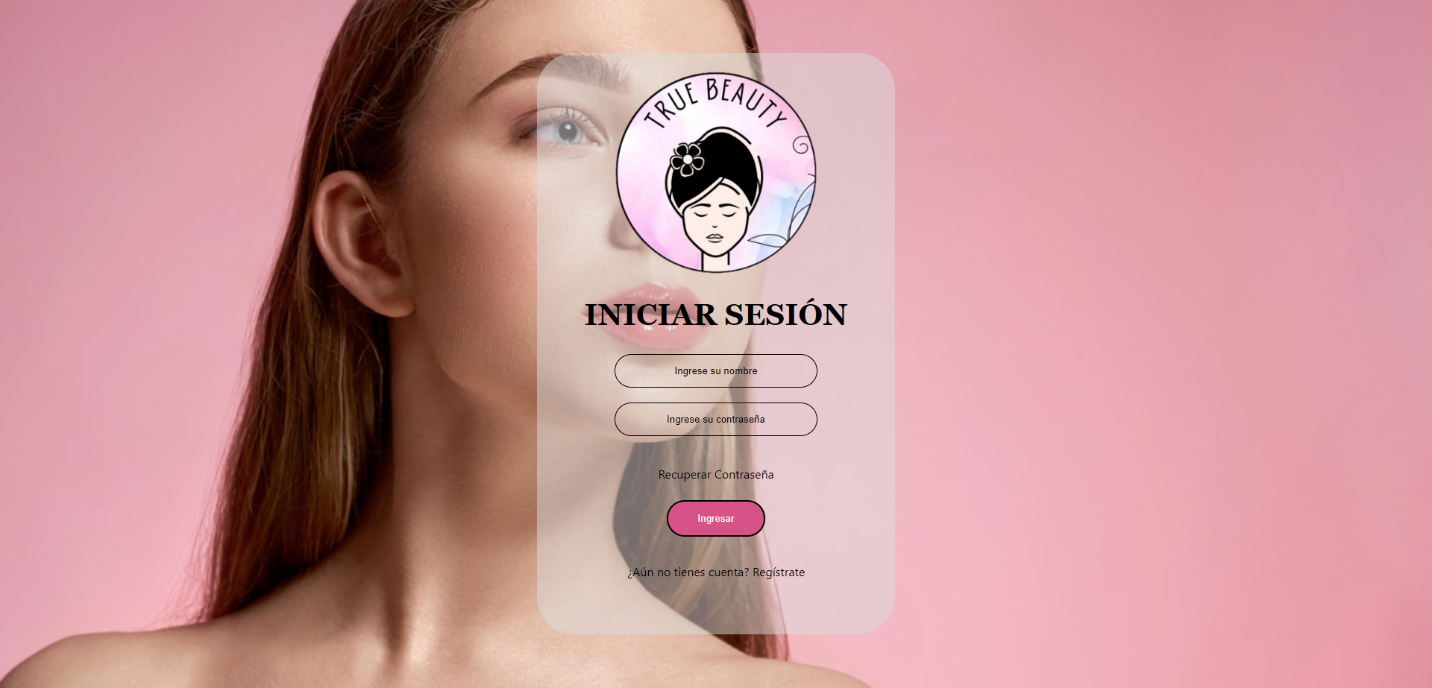 TRUE BEAUTY
INICIAR SESIÓN
Ingrese su nombre
Ingrese su contraseña
Recuperar Contraseña
Ingresar
¿Aún no tienes cuenta? Regístrate